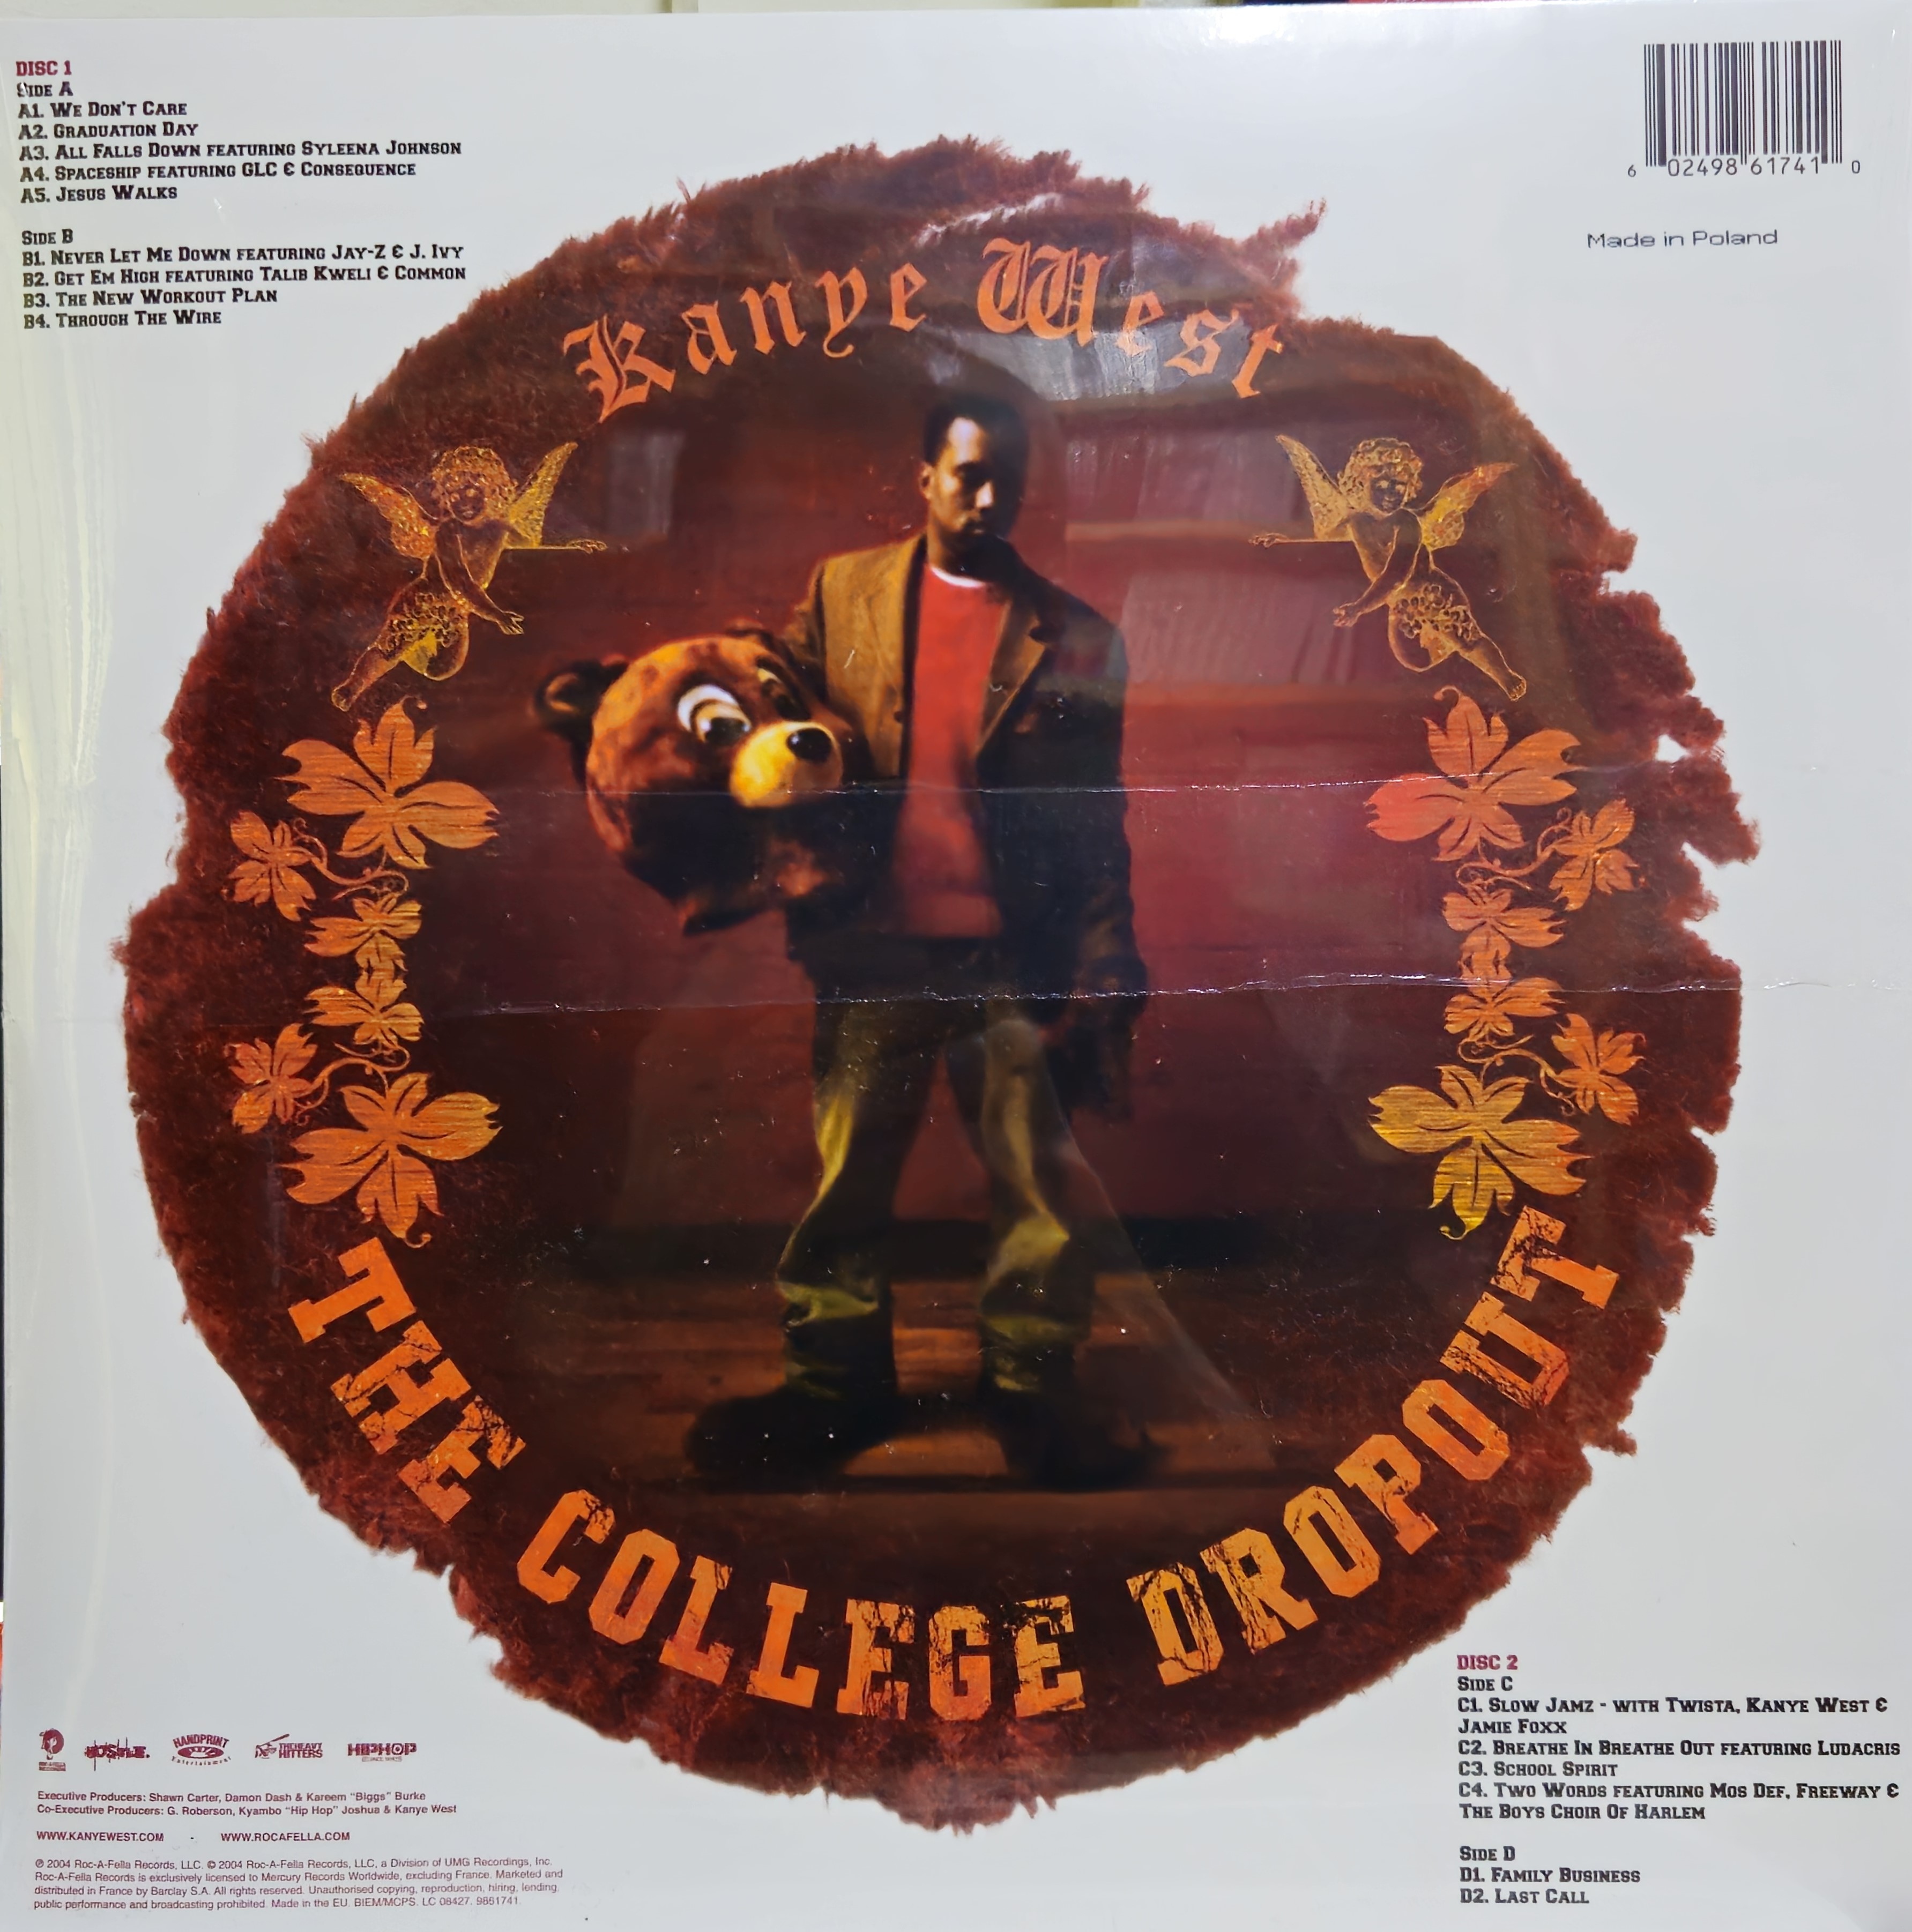 DISC 1
SIDE A
A1. WE DON'T CARE
A2. GRADUATION DAY
A3. ALL FALLS DOWN FEATURING SYLEENA JOHNSON
A4. SPACESHIP FEATURING GLC & CONSEQUENCE
A5. JESUS WALKS
SIDE B
B1. NEVER LET ME DOWN FEATURING JAY-Z & J. IVY
B2. GET EM HIGH FEATURING TALIB KWELI & COMMON
B3. THE NEW WORKOUT PLAN
B4. THROUGH THE WIRE
6 02498 61741 0
Made in Poland
Kanye West
THE COLLEGE DROPOUT
DISC 2
SIDE C
C1. SLOW JAMZ - WITH TWISTA, KANYE WEST &
JAMIE FOXX
C2. BREATHE IN BREATHE OUT FEATURING LUDACRIS
C3. SCHOOL SPIRIT
C4. TWO WORDS FEATURING MOS DEF, FREEWAY &
THE BOYS CHOIR OF HARLEM
SIDE D
D1. FAMILY BUSINESS
D2. LAST CALL
HUSTLE.
HANDPRINT
Entertainment
THE HEAVY
HITTERS
HIPHOP
Executive Producers: Shawn Carter, Damon Dash & Kareem "Biggs" Burke
Co-Executive Producers: G. Roberson, Kyambo "Hip Hop" Joshua & Kanye West
WWW.KANYEWEST.COM - WWW.ROCAFELLA.COM
℗ 2004 Roc-A-Fella Records, LLC. © 2004 Roc-A-Fella Records, LLC, a Division of UMG Recordings, Inc.
Roc-A-Fella Records is exclusively licensed to Mercury Records Worldwide, excluding France. Marketed and
distributed in France by Barclay S.A. All rights reserved. Unauthorised copying, reproduction, hiring, lending,
public performance and broadcasting prohibited. Made in the EU. BIEM/MCPS. LC 08427. 9861741.